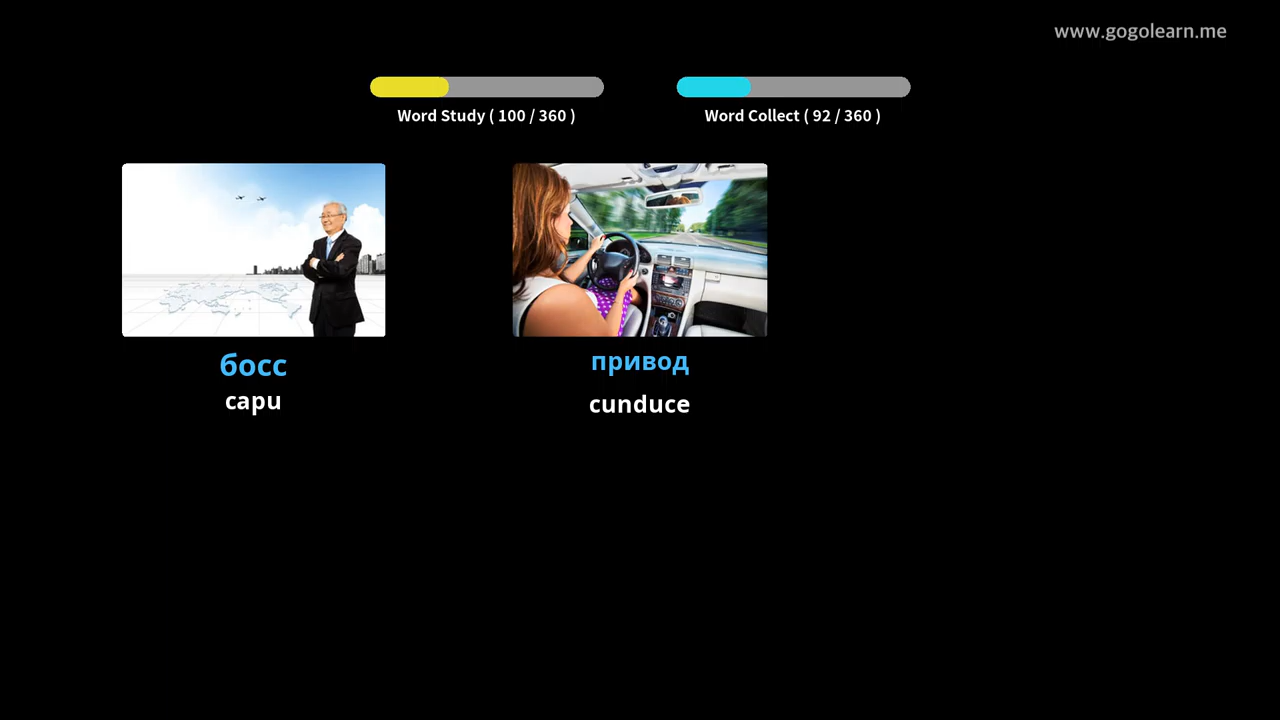 www.gogolearn.me
Word Study ( 100 / 360 )
Word Collect ( 92 / 360 )
босс
capu
привод
cunduce